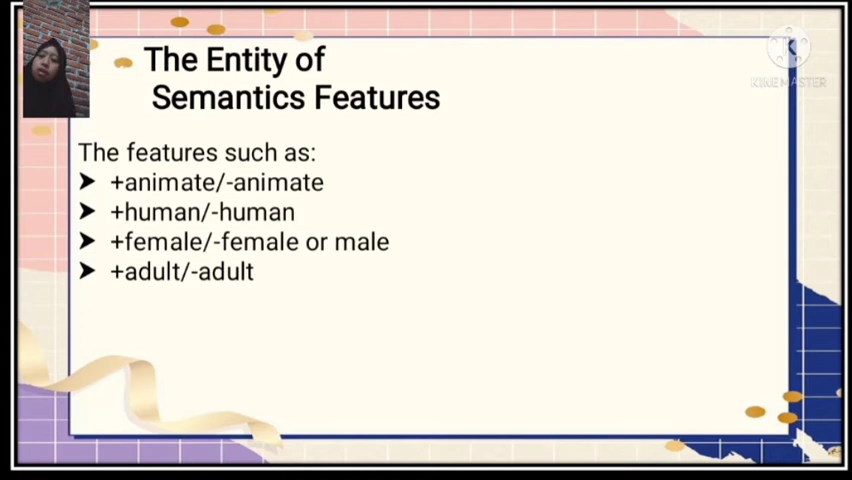 The Entity of
Semantics Features
KINEMASTER
The features such as:
➤ +animate/-animate
➤ +human/-human
➤ +female/-female or male
➤ +adult/-adult